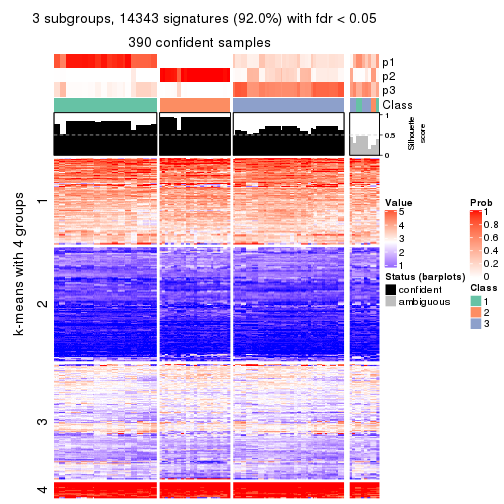 3 subgroups, 14343 signatures (92.0%) with fdr < 0.05
390 confident samples
p1
p2
p3
Class
1
0.5
0
Silhouette
score
k-means with 4 groups
1
2
3
4
Value
5
4
3
2
1
Status (barplots)
confident
ambiguous
Prob
1
0.8
0.6
0.4
0.2
0
Class
1
2
3